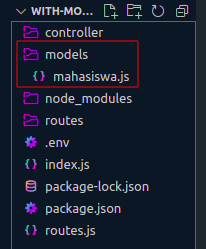 WITH-MO...
controller
models
mahasiswa.js
node_modules
routes
.env
index.js
package-lock.json
package.json
routes.js